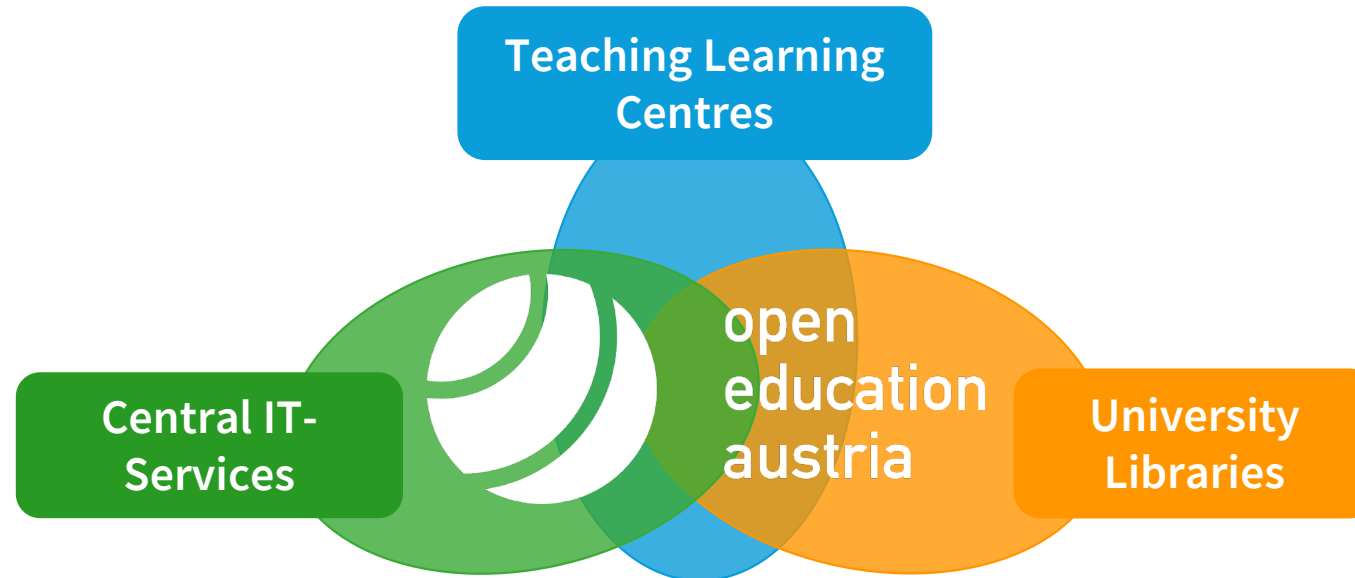 Teaching Learning
Centres
open
education
austria
Central IT-
Services
University
Libraries